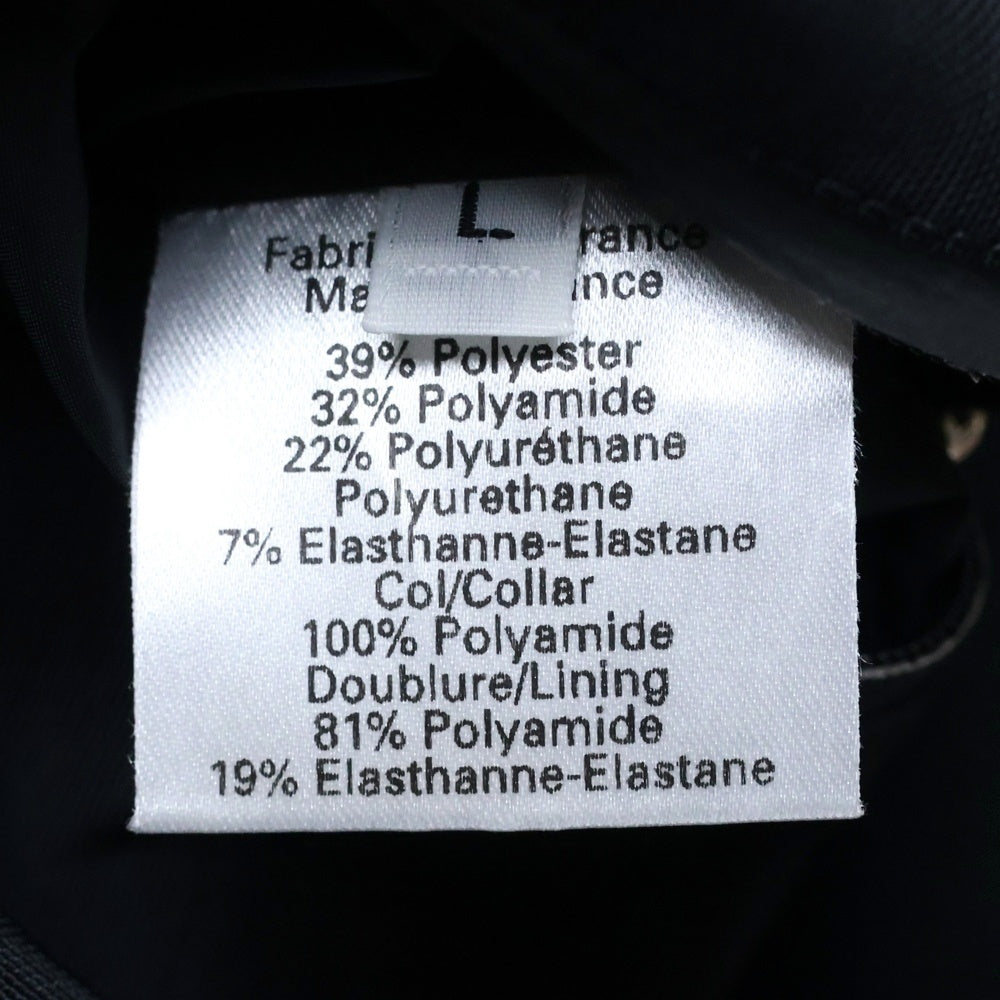 L
39% Polyester
32% Polyamide
22% Polyuréthane
Polyurethane
7% Elasthanne-Elastane
Col/Collar
100% Polyamide
Doublure/Lining
81% Polyamide
19% Elasthanne-Elastane